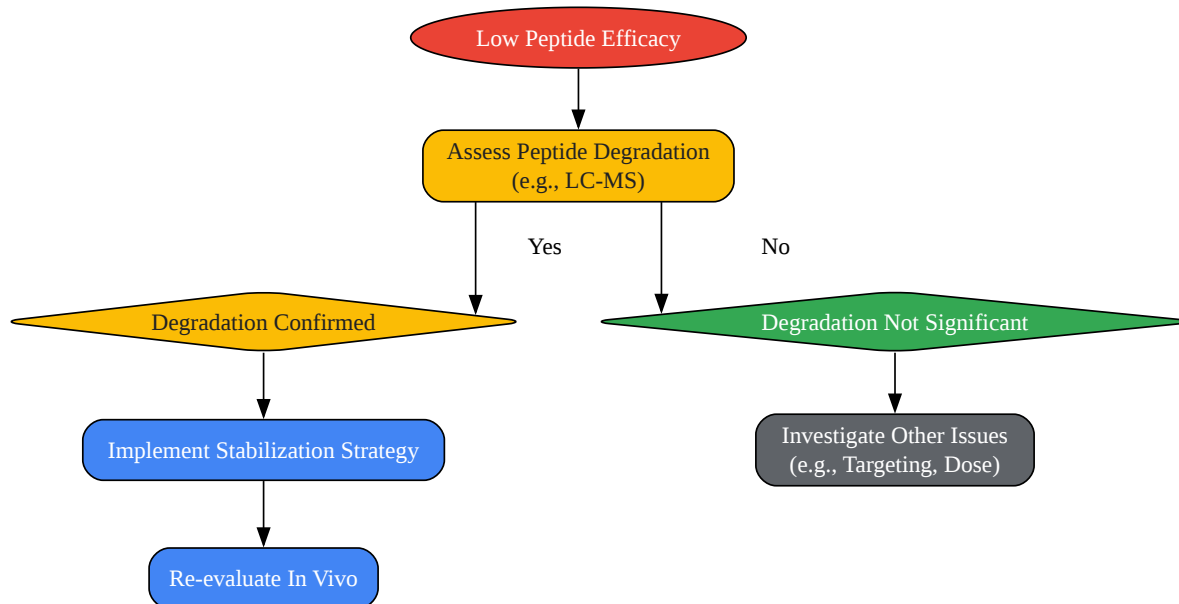 Low Peptide Efficacy
Assess Peptide Degradation
(e.g., LC-MS)
Yes
No
Degradation Confirmed
Degradation Not Significant
Implement Stabilization Strategy
Investigate Other Issues
(e.g., Targeting, Dose)
Re-evaluate In Vivo